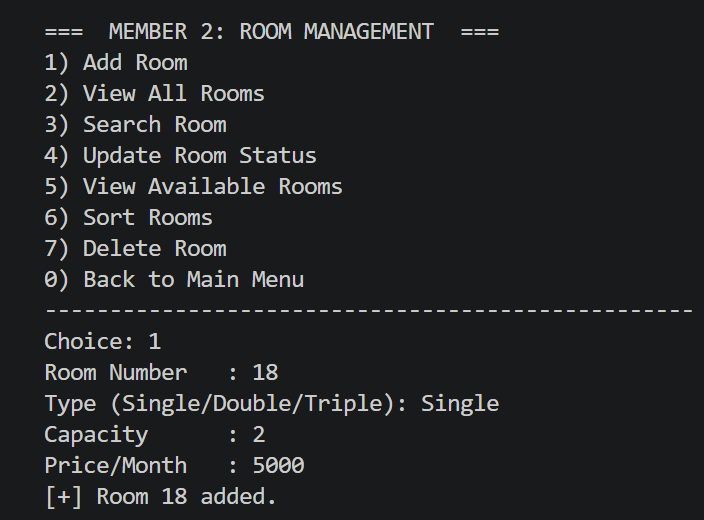 ===  MEMBER 2: ROOM MANAGEMENT  ===
1) Add Room
2) View All Rooms
3) Search Room
4) Update Room Status
5) View Available Rooms
6) Sort Rooms
7) Delete Room
0) Back to Main Menu
--------------------------------------------------
Choice: 1
Room Number   : 18
Type (Single/Double/Triple): Single
Capacity      : 2
Price/Month   : 5000
[+] Room 18 added.